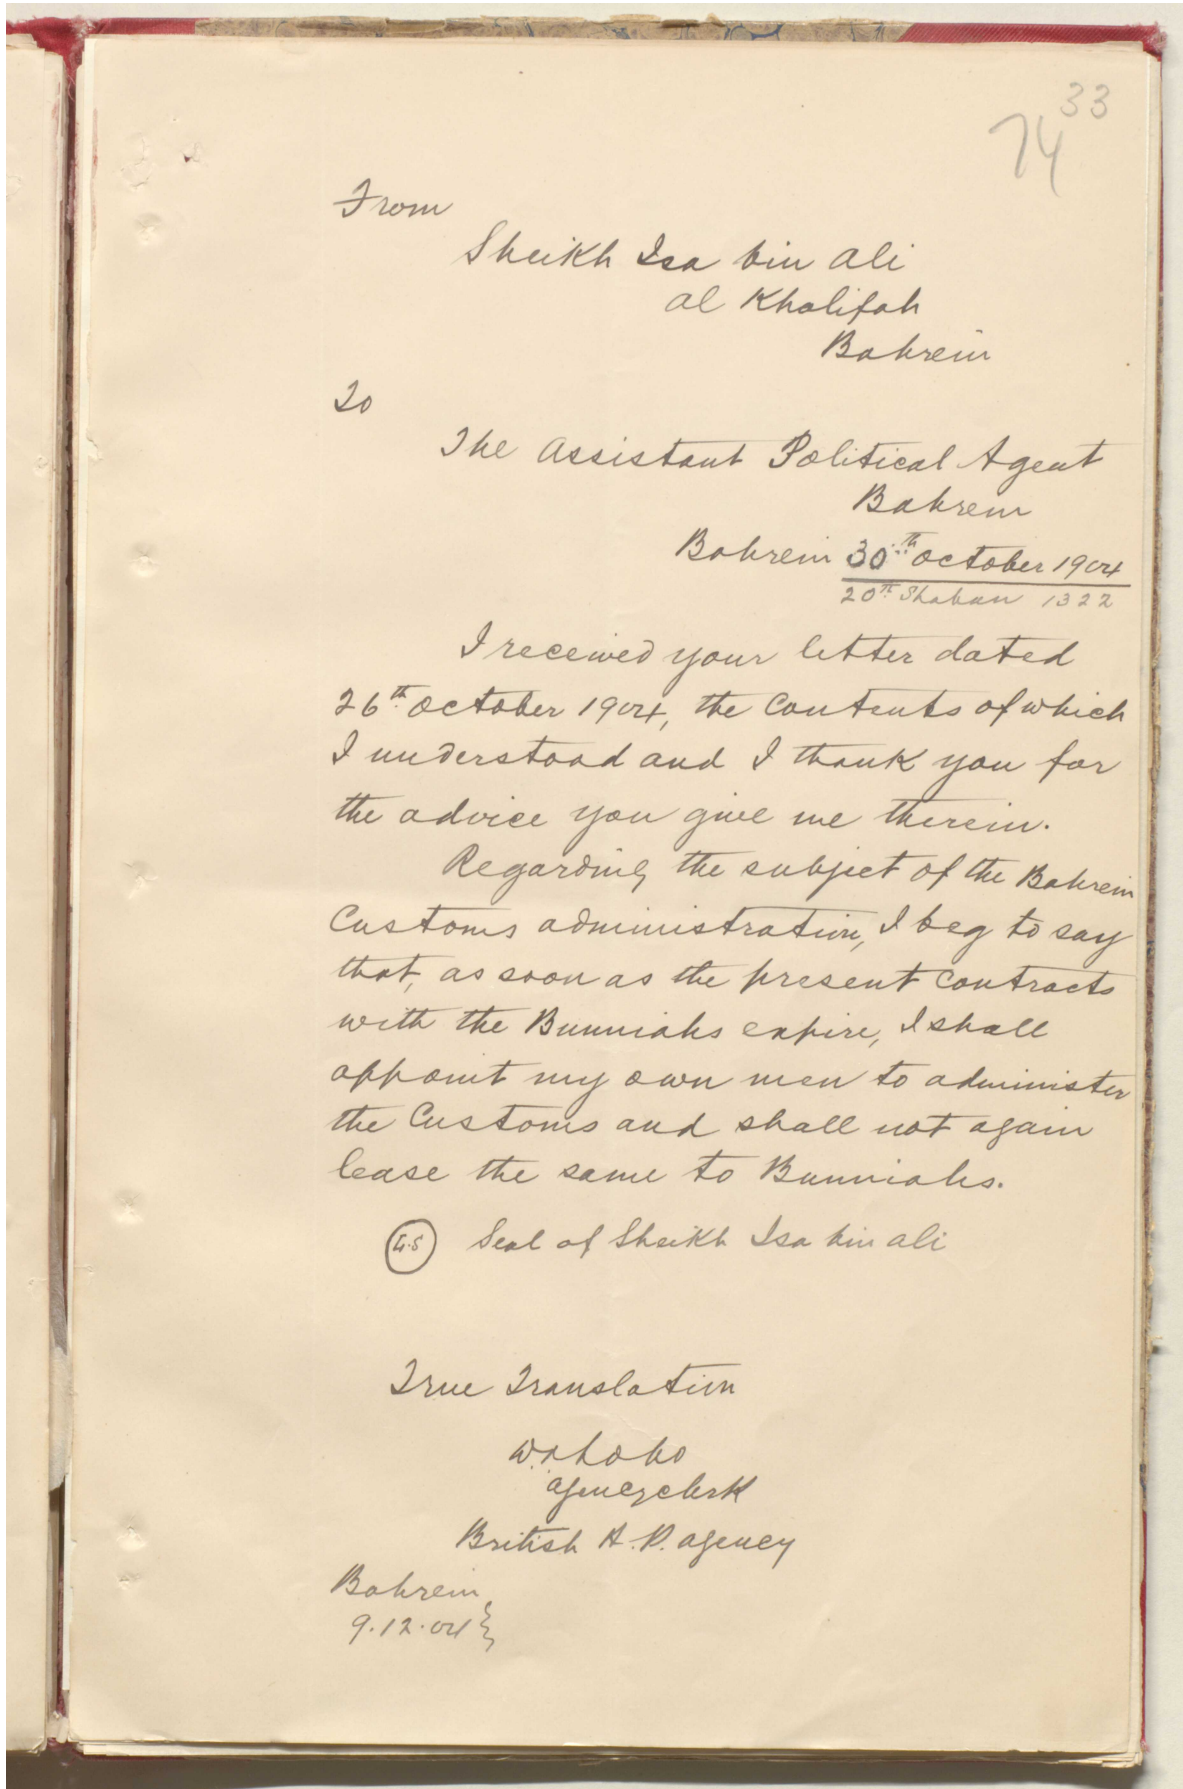 33
74
From
Sheikh Isa bin Ali
al Khalifah
Bahrein
To
The Assistant Political Agent
Bahrein
Bahrein 30th October 1904
20th Shaban 1322
I received your letter dated
26th October 1904, the contents of which
I understood and I thank you for
the advice you give me therein.
Regarding the subject of the Bahrein
Customs administration, I beg to say
that, as soon as the present contracts
with the Bunniahs expire, I shall
appoint my own men to administer
the Customs and shall not again
lease the same to Bunniahs.
L.S Seal of Sheikh Isa bin Ali
True Translation
Agency clerk
British A. P. Agency
Bahrein
9.12.04